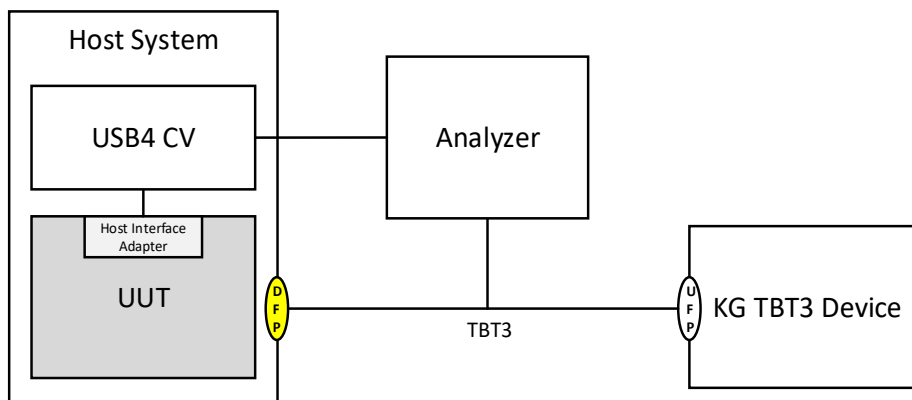 Host System
USB4 CV
Analyzer
Host Interface
Adapter
UUT
D
F
P
TBT3
U
F
P
KG TBT3 Device